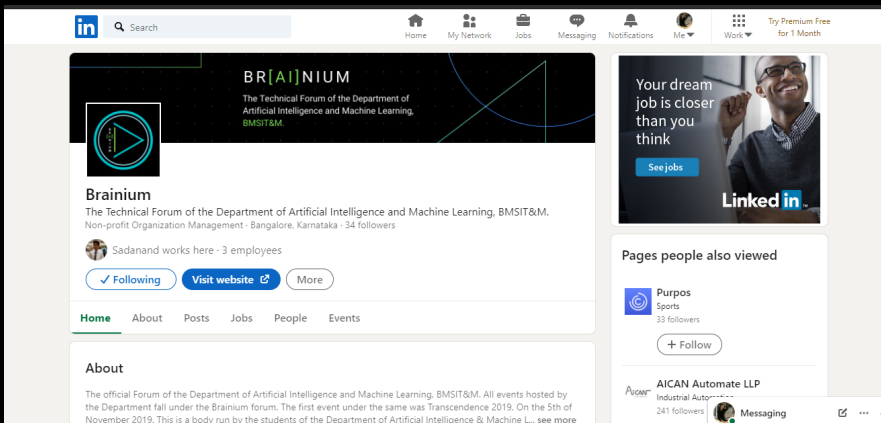 in
Search
Home
My Network
Jobs
Messaging
Notifications
Me
Work
Try Premium Free
for 1 Month
BR[AI]NIUM
The Technical Forum of the Department of
Artificial Intelligence and Machine Learning,
BMSIT&M.
Brainium
The Technical Forum of the Department of Artificial Intelligence and Machine Learning, BMSIT&M.
Non-profit Organization Management · Bangalore, Karnataka · 34 followers
Sadanand works here · 3 employees
Following
Visit website
More
Home
About
Posts
Jobs
People
Events
About
The official Forum of the Department of Artificial Intelligence and Machine Learning, BMSIT&M. All events hosted by
the Department fall under the Brainium forum. The first event under the same was Transcendence 2019, On the 5th of
November 2019. This is a body run by the students of the Department of Artificial Intelligence & Machine L... see more
Your dream
job is closer
than you
think
See jobs
Linked in
Pages people also viewed
Purpos
Sports
33 followers
+ Follow
AICAN
AICAN Automate LLP
Industrial
241 followers
Messaging